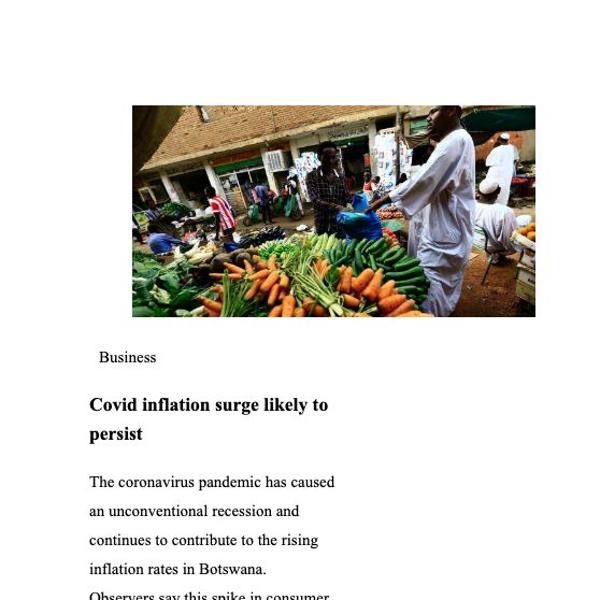 Business
Covid inflation surge likely to
persist
The coronavirus pandemic has caused
an unconventional recession and
continues to contribute to the rising
inflation rates in Botswana.
Observers say this spike in consumer